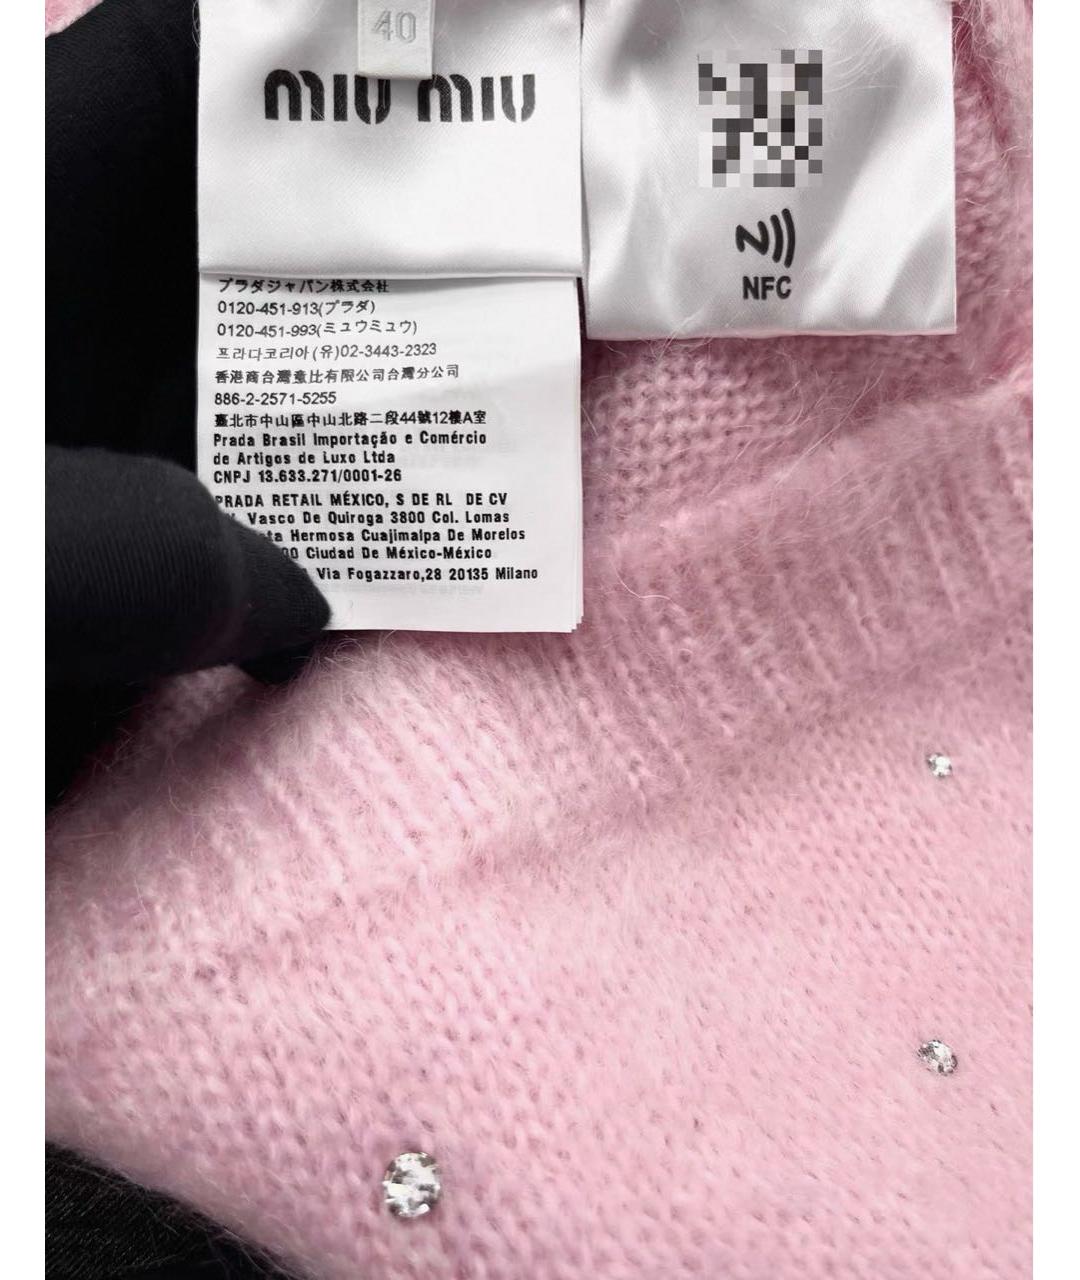 40
miu miu
NFC
プラダジャパン株式会社
0120-451-913(プラダ)
0120-451-993(ミュウミュウ)
프라다코리아(유)02-3443-2323
香港商台灣意比有限公司台灣分公司
886-2-2571-5255
臺北市中山區中山北路二段44號12樓A室
Prada Brasil Importação e Comércio
de Artigos de Luxo Ltda
CNPJ 13.633.271/0001-26
PRADA RETAIL MÉXICO, S DE RL DE CV
Vasco De Quiroga 3800 Col. Lomas
Hermosa Cuajimalpa De Morelos
Ciudad De México-México
Via Fogazzaro,28 20135 Milano